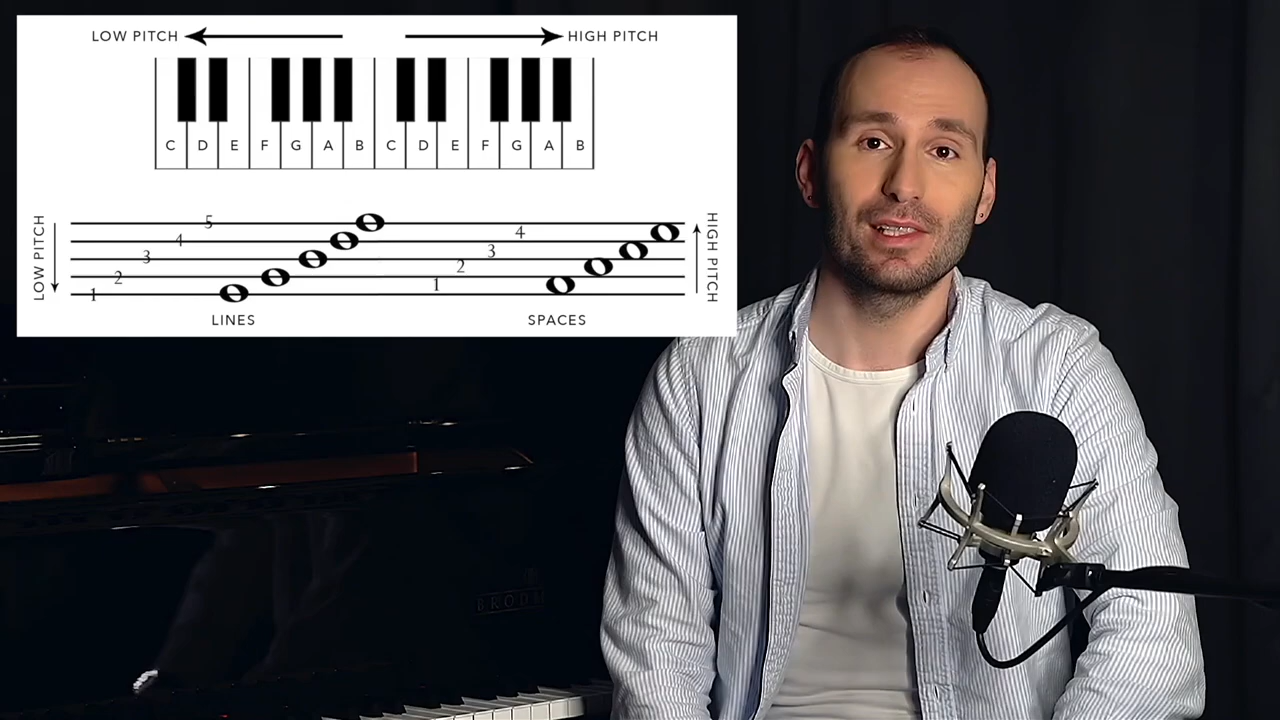 LOW PITCH HIGH PITCH
C D E F G A B C D E F G A B
LOW PITCH
5
4
3
2
1
4
3
2
1
HIGH PITCH
LINES SPACES